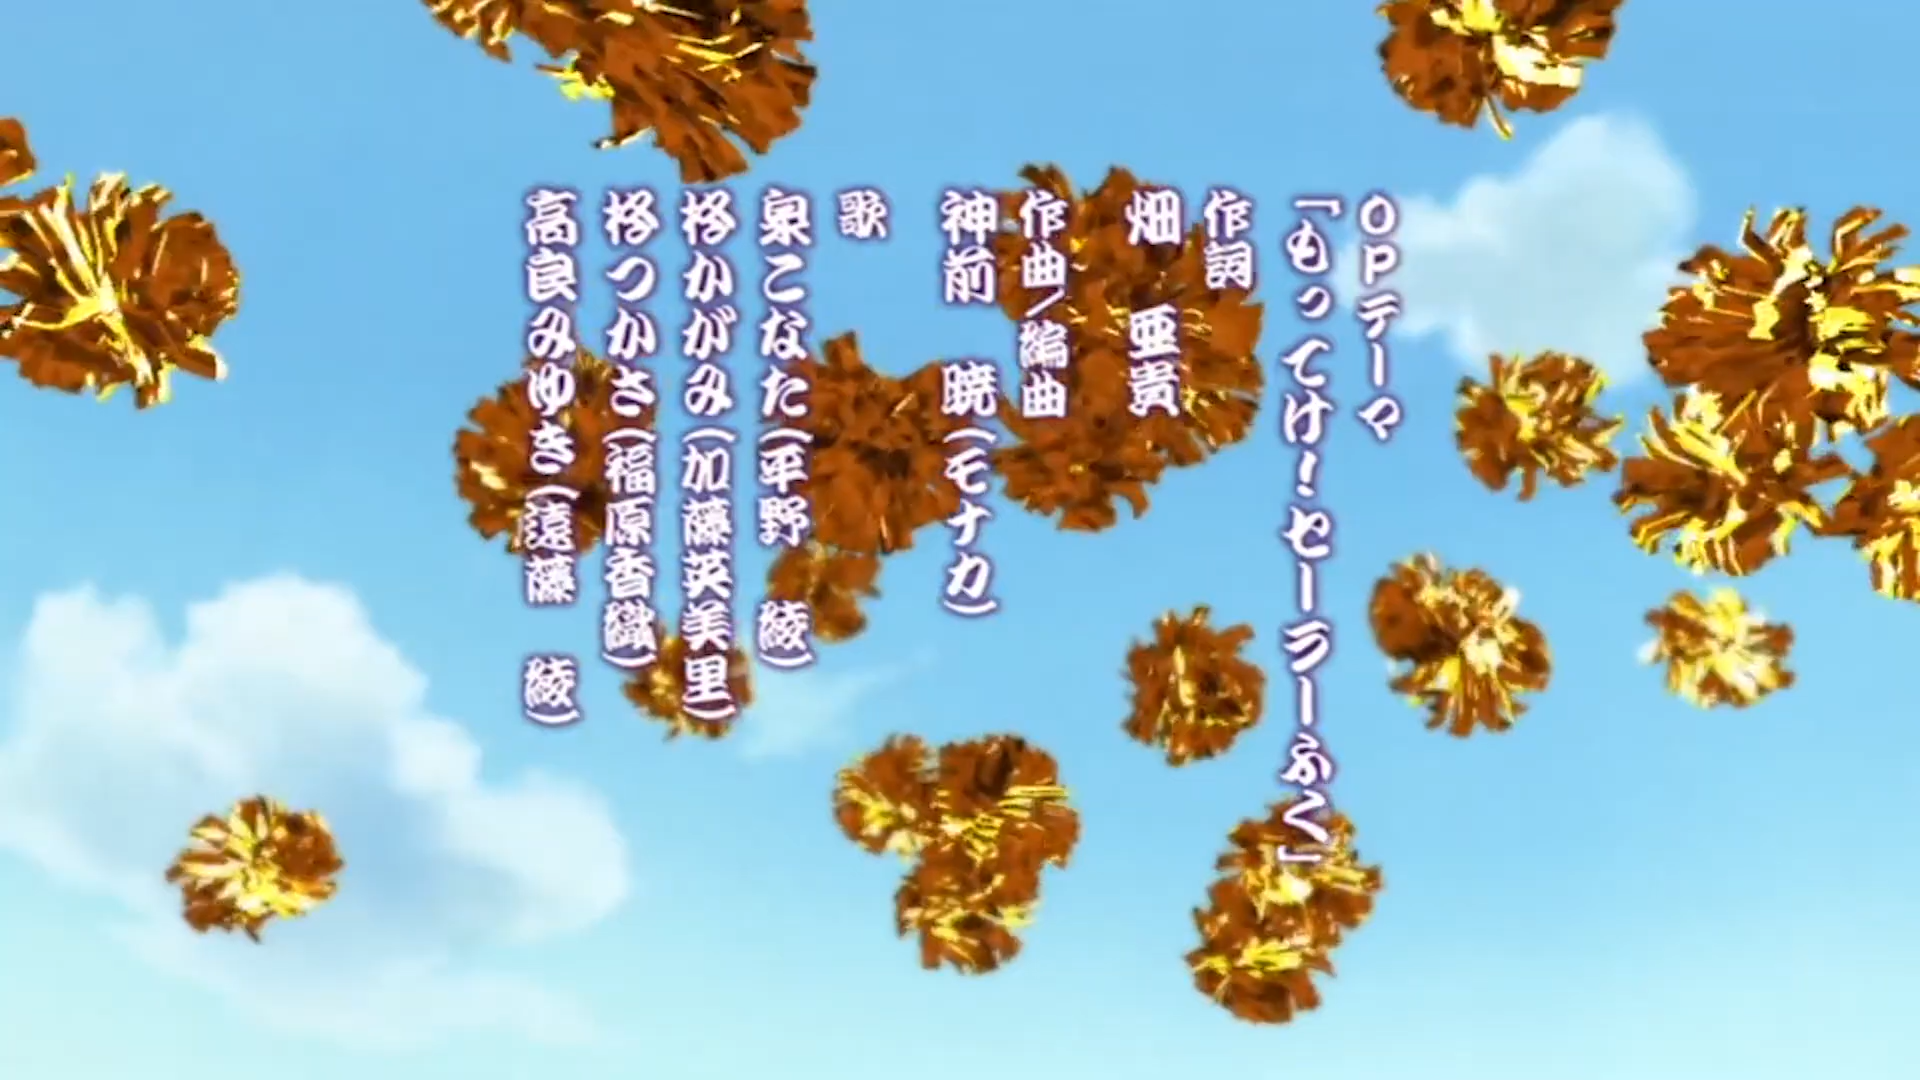 OPテーマ
「もってけ!セーラーふく」
作詞
畑 亜貴
作曲/編曲
神前 暁(モナカ)
歌
泉こなた(平野 綾)
柊かがみ(加藤英美里)
柊つかさ(福原香織)
高良みゆき(遠藤 綾)